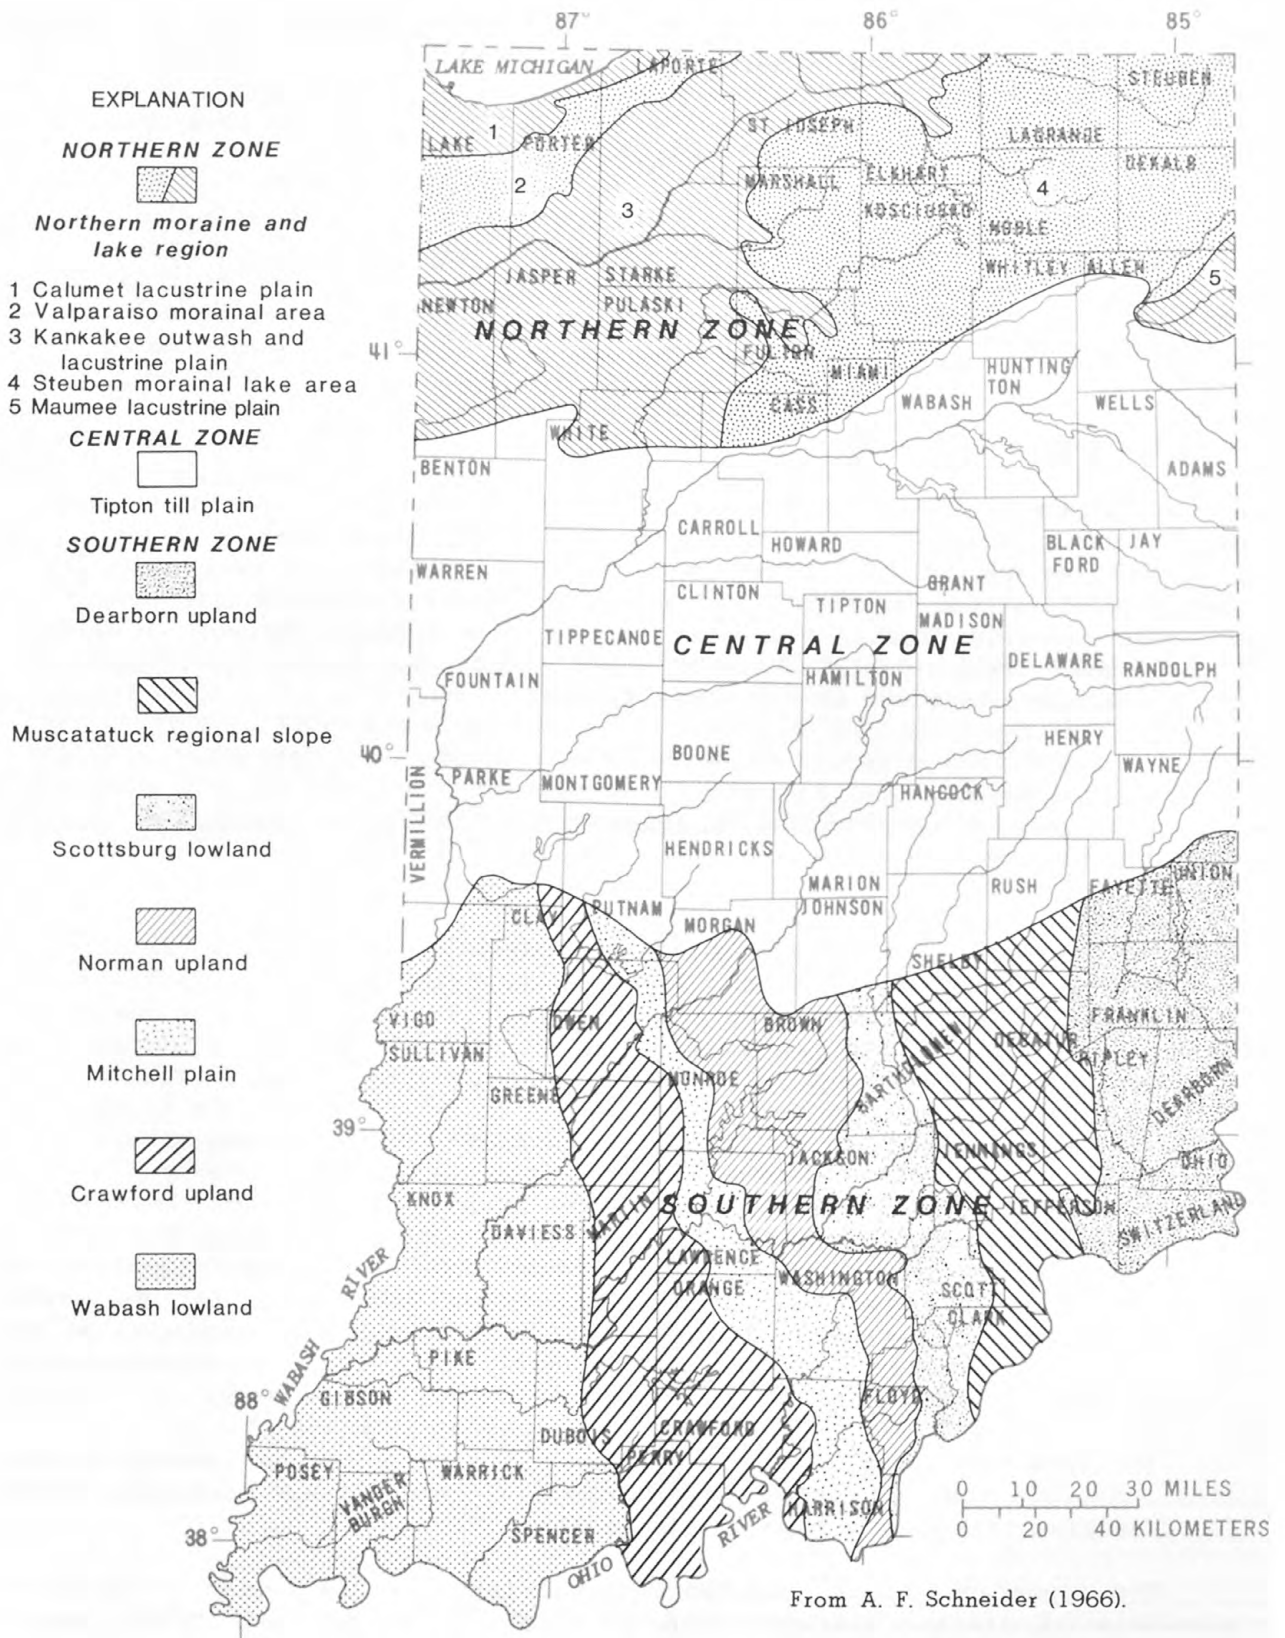 87°
86°
85°
EXPLANATION
NORTHERN ZONE
Northern moraine and
lake region
1 Calumet lacustrine plain
2 Valparaiso morainal area
3 Kankakee outwash and
lacustrine plain
4 Steuben morainal lake area
5 Maumee lacustrine plain
CENTRAL ZONE
Tipton till plain
SOUTHERN ZONE
Dearborn upland
Muscatatuck regional slope
Scottsburg lowland
Norman upland
Mitchell plain
Crawford upland
Wabash lowland
LAKE MICHIGAN
LAPORTE
STEUBEN
1
LAKE
PORTER
ST JOSEPH
LAGRANGE
2
MARSHALL
ELKHART
4
DEKALB
3
KOSCIUSKO
NOBLE
JASPER
STARKE
WHITLEY
ALLEN
5
NEWTON
PULASKI
NORTHERN ZONE
41°
FULTON
MIAMI
HUNTING
TON
CASS
WABASH
WELLS
WHITE
BENTON
ADAMS
CARROLL
HOWARD
BLACK
FORD
JAY
WARREN
GRANT
CLINTON
TIPTON
MADISON
TIPPECANOE
CENTRAL ZONE
DELAWARE
RANDOLPH
FOUNTAIN
HAMILTON
40°
BOONE
HENRY
WAYNE
PARKE
MONTGOMERY
HANCOCK
VERMILLION
HENDRICKS
MARION
RUSH
FAYETTE
UNION
CLAY
PUTNAM
MORGAN
JOHNSON
SHELBY
VIGO
OWEN
BROWN
BARTHOLOMEW
DECATUR
FRANKLIN
SULLIVAN
MONROE
RIPLEY
GREENE
DEARBORN
39°
JACKSON
JENNINGS
OHIO
KNOX
MARTIN
SOUTHERN ZONE
JEFFERSON
SWITZERLAND
DAVIESS
LAWRENCE
ORANGE
WASHINGTON
SCOTT
CLARK
WABASH RIVER
PIKE
88°
GIBSON
FLOYD
DUBOIS
CRAWFORD
PERRY
POSEY
VANDER
BURGH
WARRICK
HARRISON
38°
SPENCER
OHIO RIVER
0 10 20 30 MILES
0 20 40 KILOMETERS
From A. F. Schneider (1966).